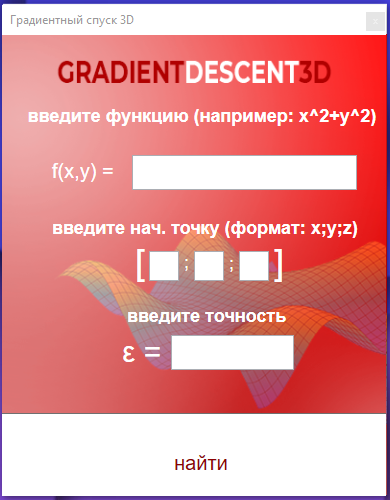 Градиентный спуск 3D
GRADIENTDESCENT3D
введите функцию (например: x^2+y^2)
f(x,y) =
введите нач. точку (формат: x;y;z)
[ ; ; ]
введите точность
ε =
найти